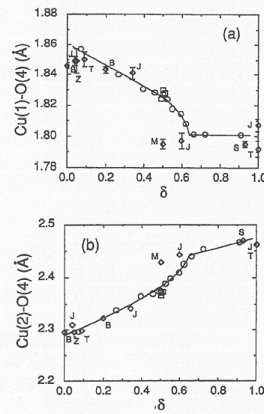 (a)
Cu(1)-O(4) (Å)
1.86
1.84
1.82
1.80
1.78
B
Z
T
B
J
M
J
S
J
T
0.0 0.2 0.4 0.6 0.8 1.0
δ
(b)
Cu(2)-O(4) (Å)
2.5
2.4
2.3
2.2
J
B Z T
B
J
M
J
S
J
T
0.0 0.2 0.4 0.6 0.8 1.0
δ